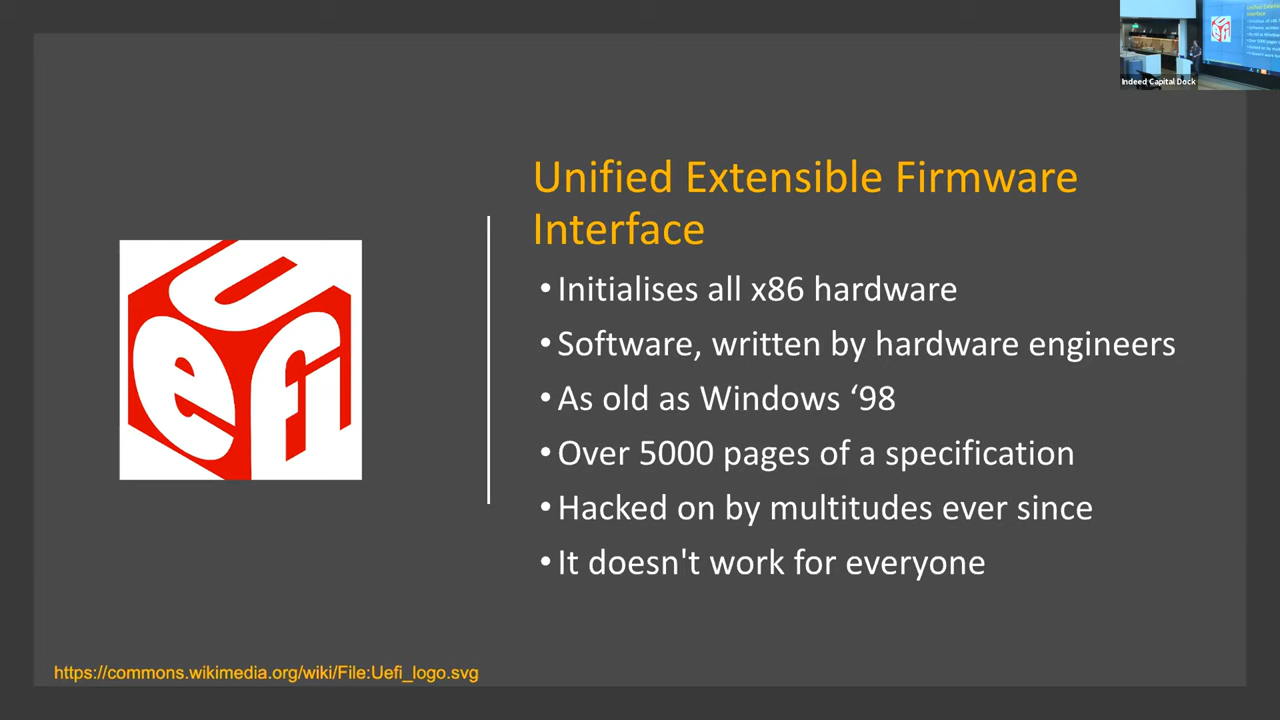 Indeed Capital Dock
Unified Extensible Firmware
Interface
•Initialises all x86 hardware
•Software, written by hardware engineers
•As old as Windows ‘98
•Over 5000 pages of a specification
•Hacked on by multitudes ever since
•It doesn't work for everyone
uefi
https://commons.wikimedia.org/wiki/File:Uefi_logo.svg